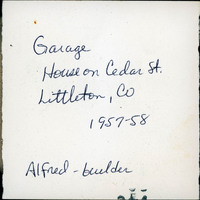 Garage
House on Cedar St.
Littleton, CO
1957-58
Alfred - builder